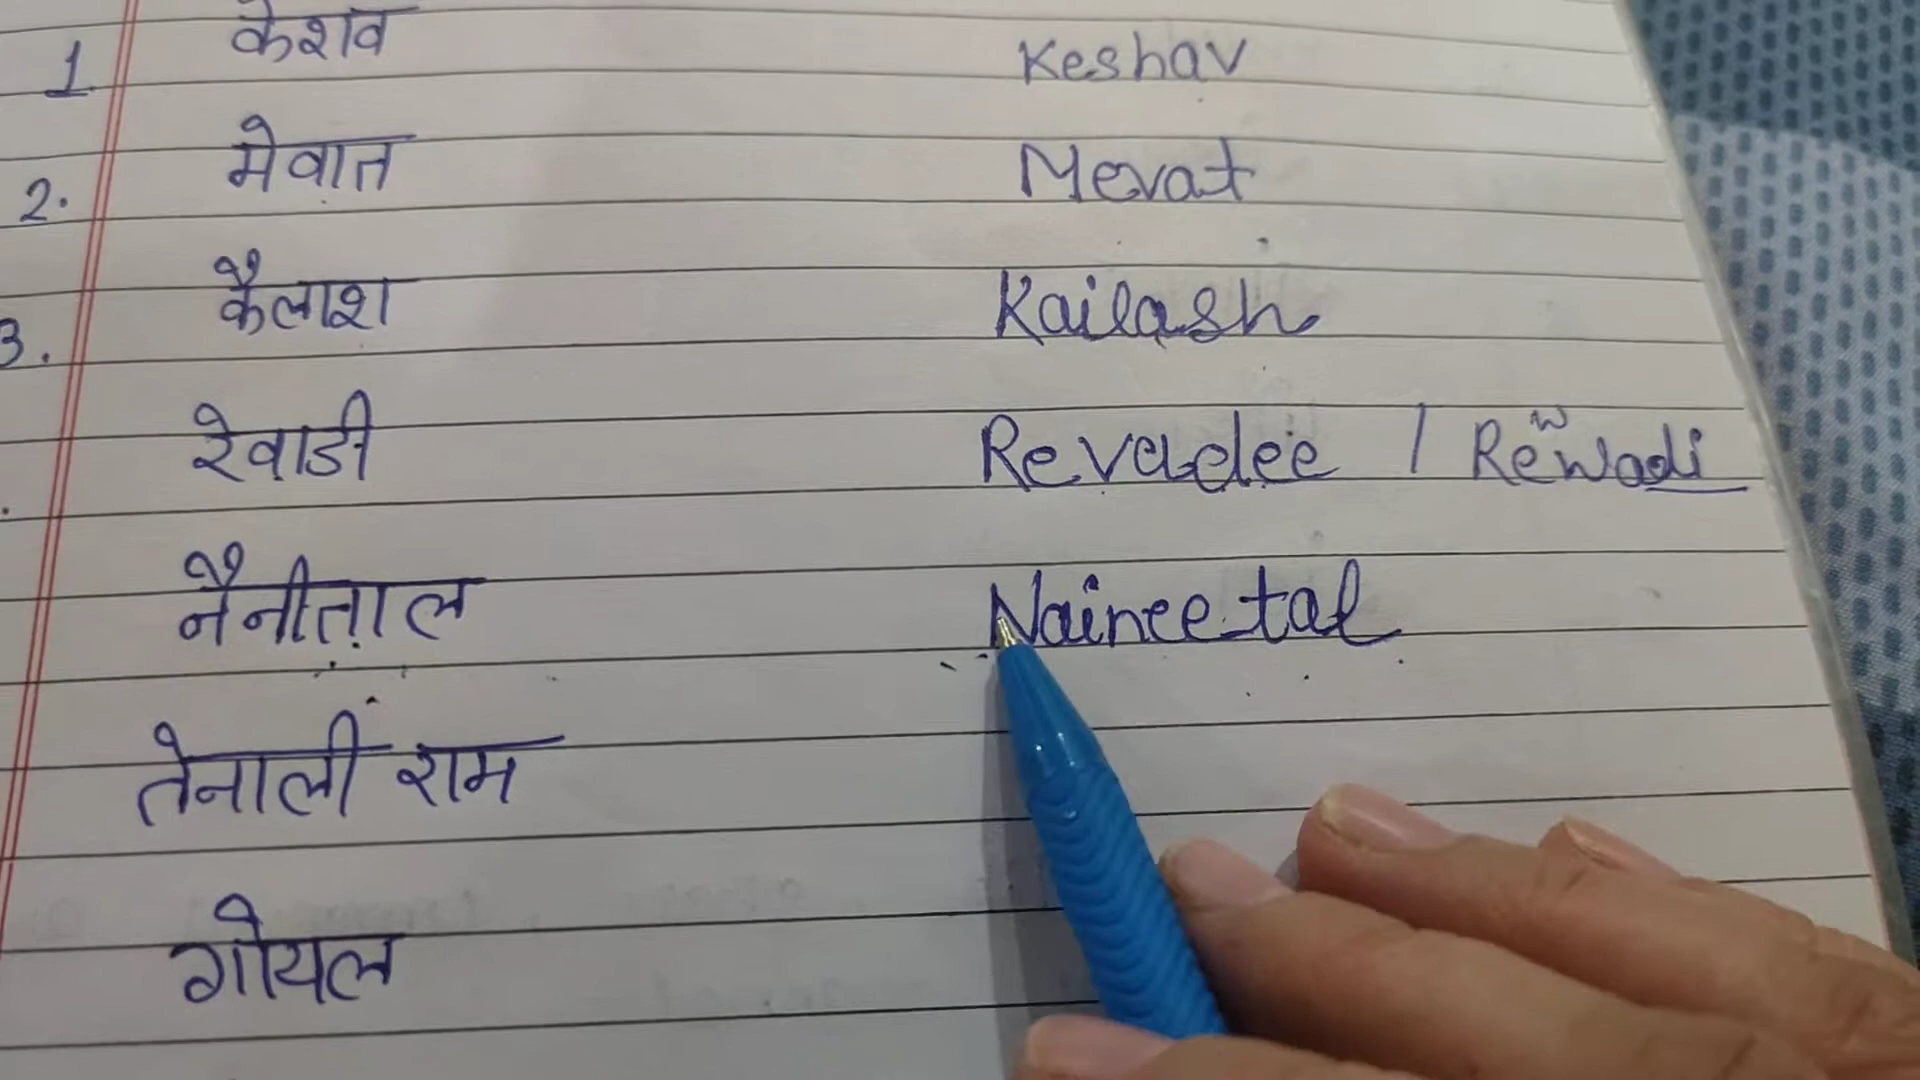 1 केशव Keshav
2. मेवात Mevat
3. कैलाश Kailash
रेवाडी Revadee / Rewadi
w
नैनीताल Naineetal
तेनाली राम
गोयल